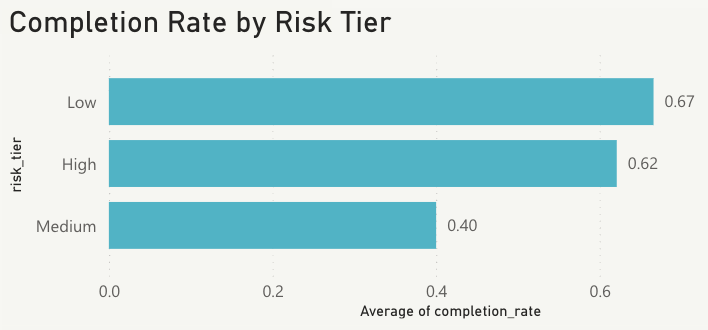 Completion Rate by Risk Tier
risk_tier
Low 0.67
High 0.62
Medium 0.40
0.0 0.2 0.4 0.6
Average of completion_rate